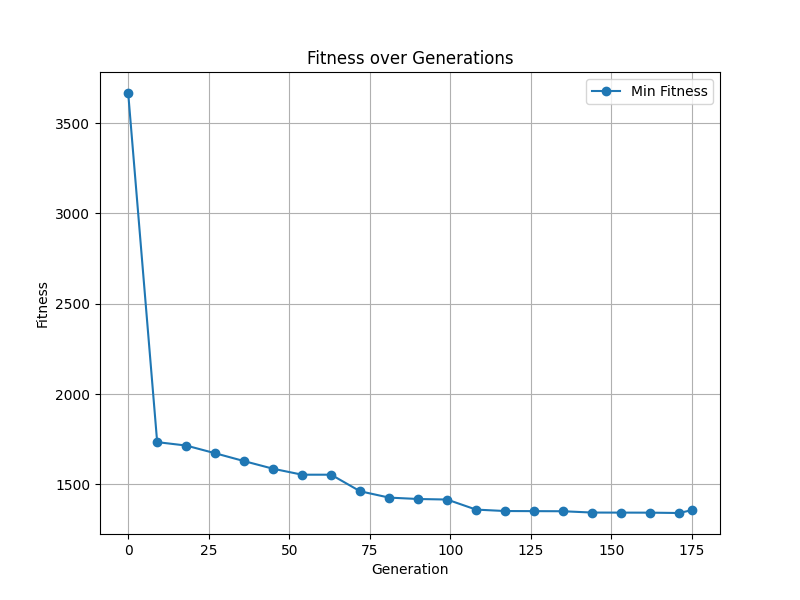 Fitness over Generations
Min Fitness
3500
3000
2500
2000
1500
Fitness
0 25 50 75 100 125 150 175
Generation